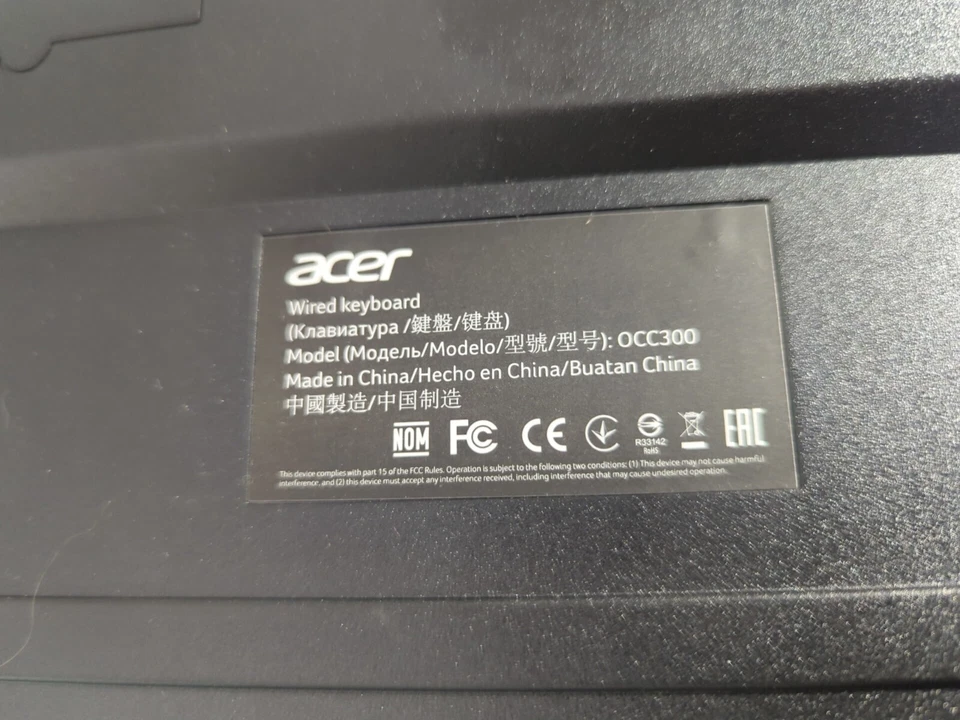 acer
Wired keyboard
(Клавиатура /鍵盤/键盘)
Model (Модель/Modelo/型號/型号): OCC300
Made in China/Hecho en China/Buatan China
中國製造/中国制造
NOM FC CE R33142 RoHS EAC
This device complies with part 15 of the FCC Rules. Operation is subject to the following two conditions: (1) This device may not cause harmful
interference, and (2) this device must accept any interference received, including interference that may cause undesired operation.